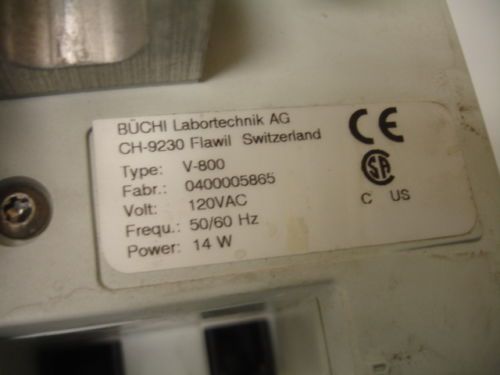 BÜCHI Labortechnik AG
CH-9230 Flawil Switzerland
Type: V-800
Fabr.: 0400005865
Volt: 120VAC
Frequ.: 50/60 Hz
Power: 14 W
CE
SA
C US